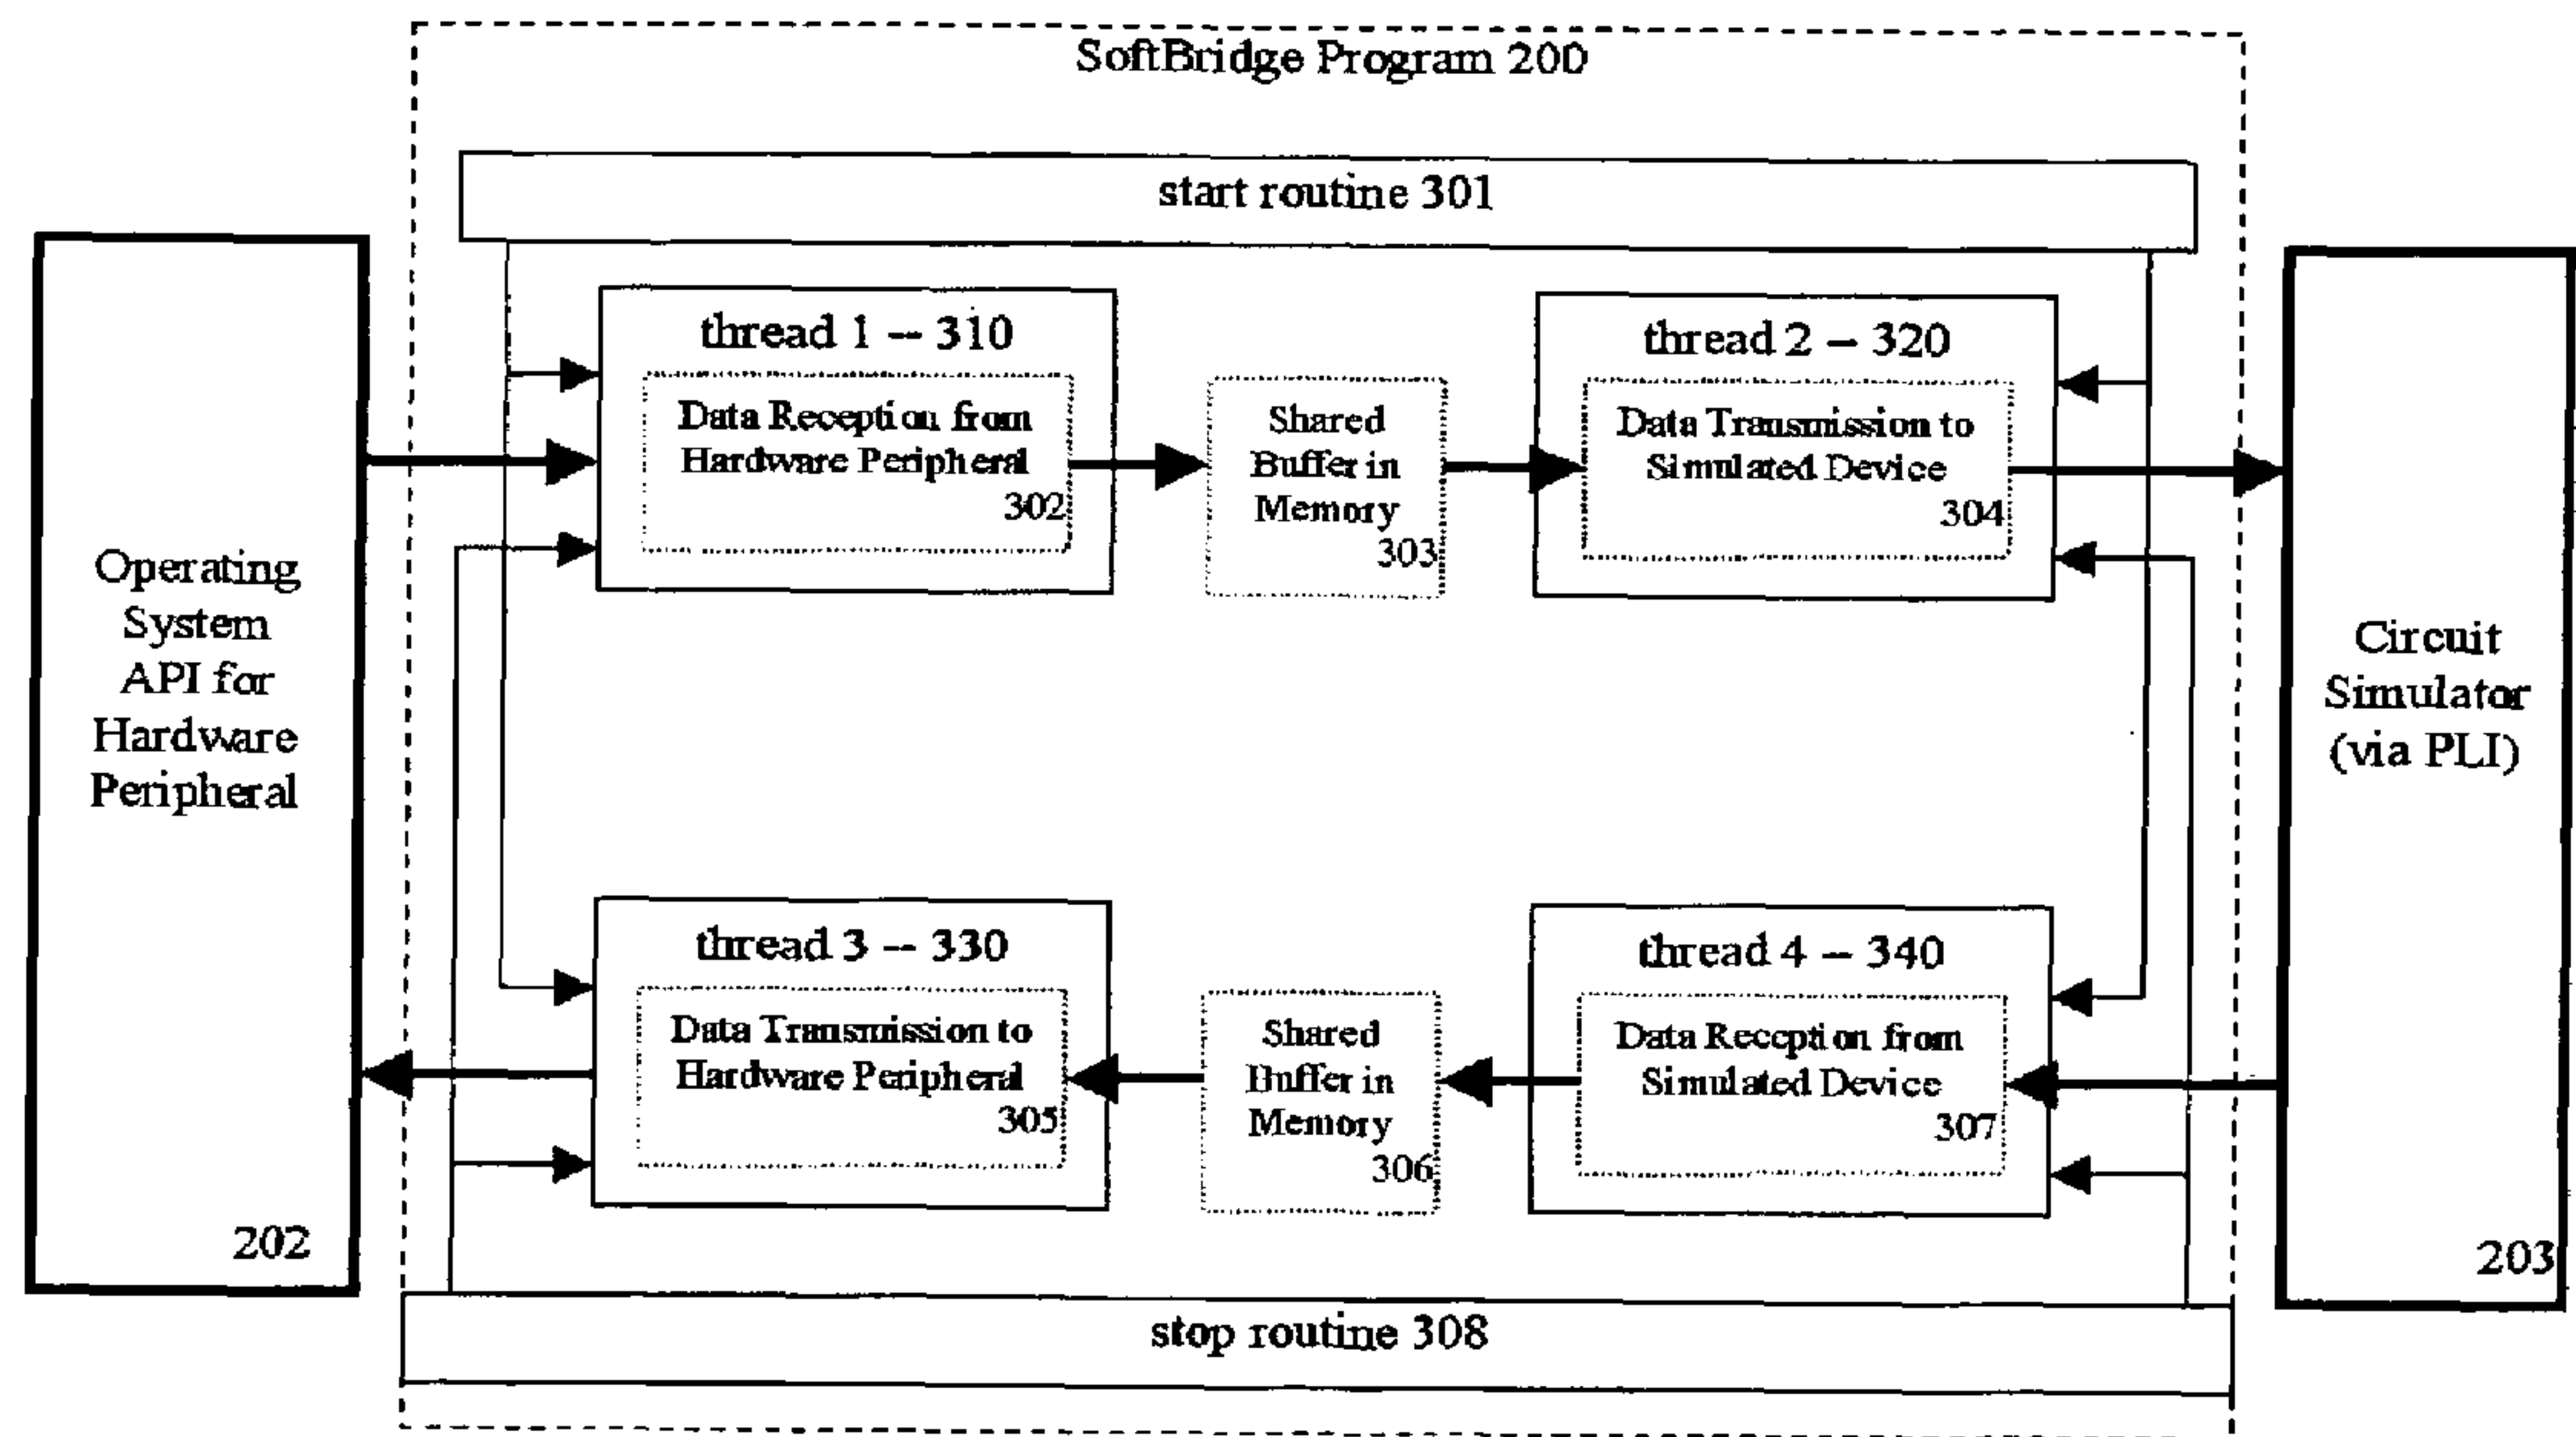 SoftBridge Program 200
start routine 301
Operating
System
API for
Hardware
Peripheral
202
thread 1 -- 310
Data Reception from
Hardware Peripheral
302
Shared
Buffer in
Memory
303
thread 2 – 320
Data Transmission to
Simulated Device
304
Circuit
Simulator
(via PLI)
203
thread 3 -- 330
Data Transmission to
Hardware Peripheral
305
Shared
Buffer in
Memory
306
thread 4 – 340
Data Reception from
Simulated Device
307
stop routine 308